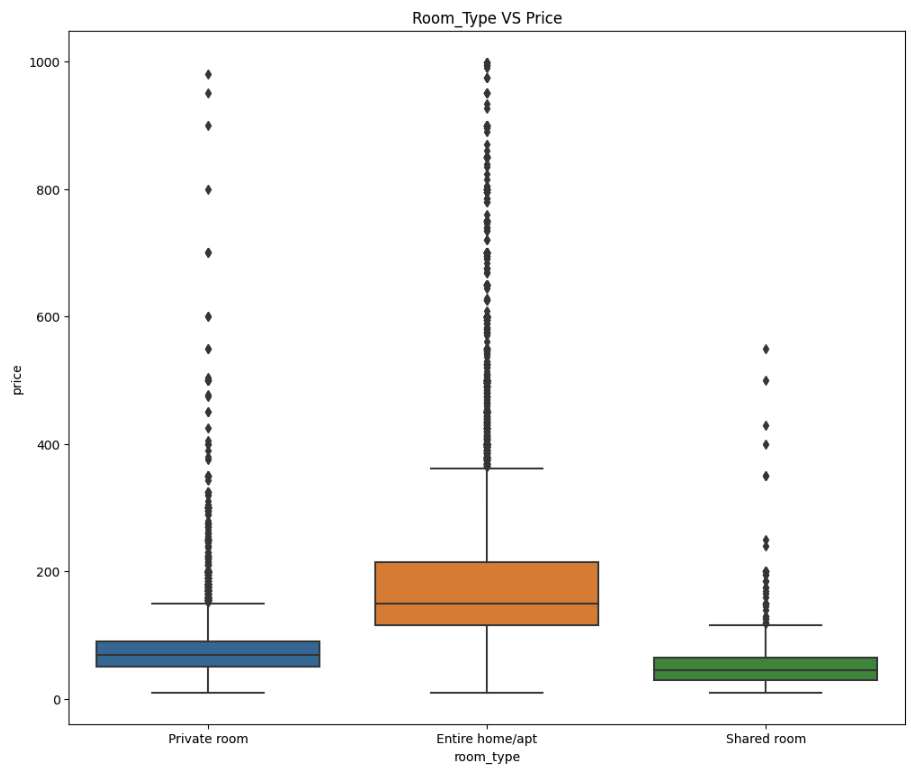 Room_Type VS Price
1000
800
600
400
200
0
price
Private room
Entire home/apt
Shared room
room_type